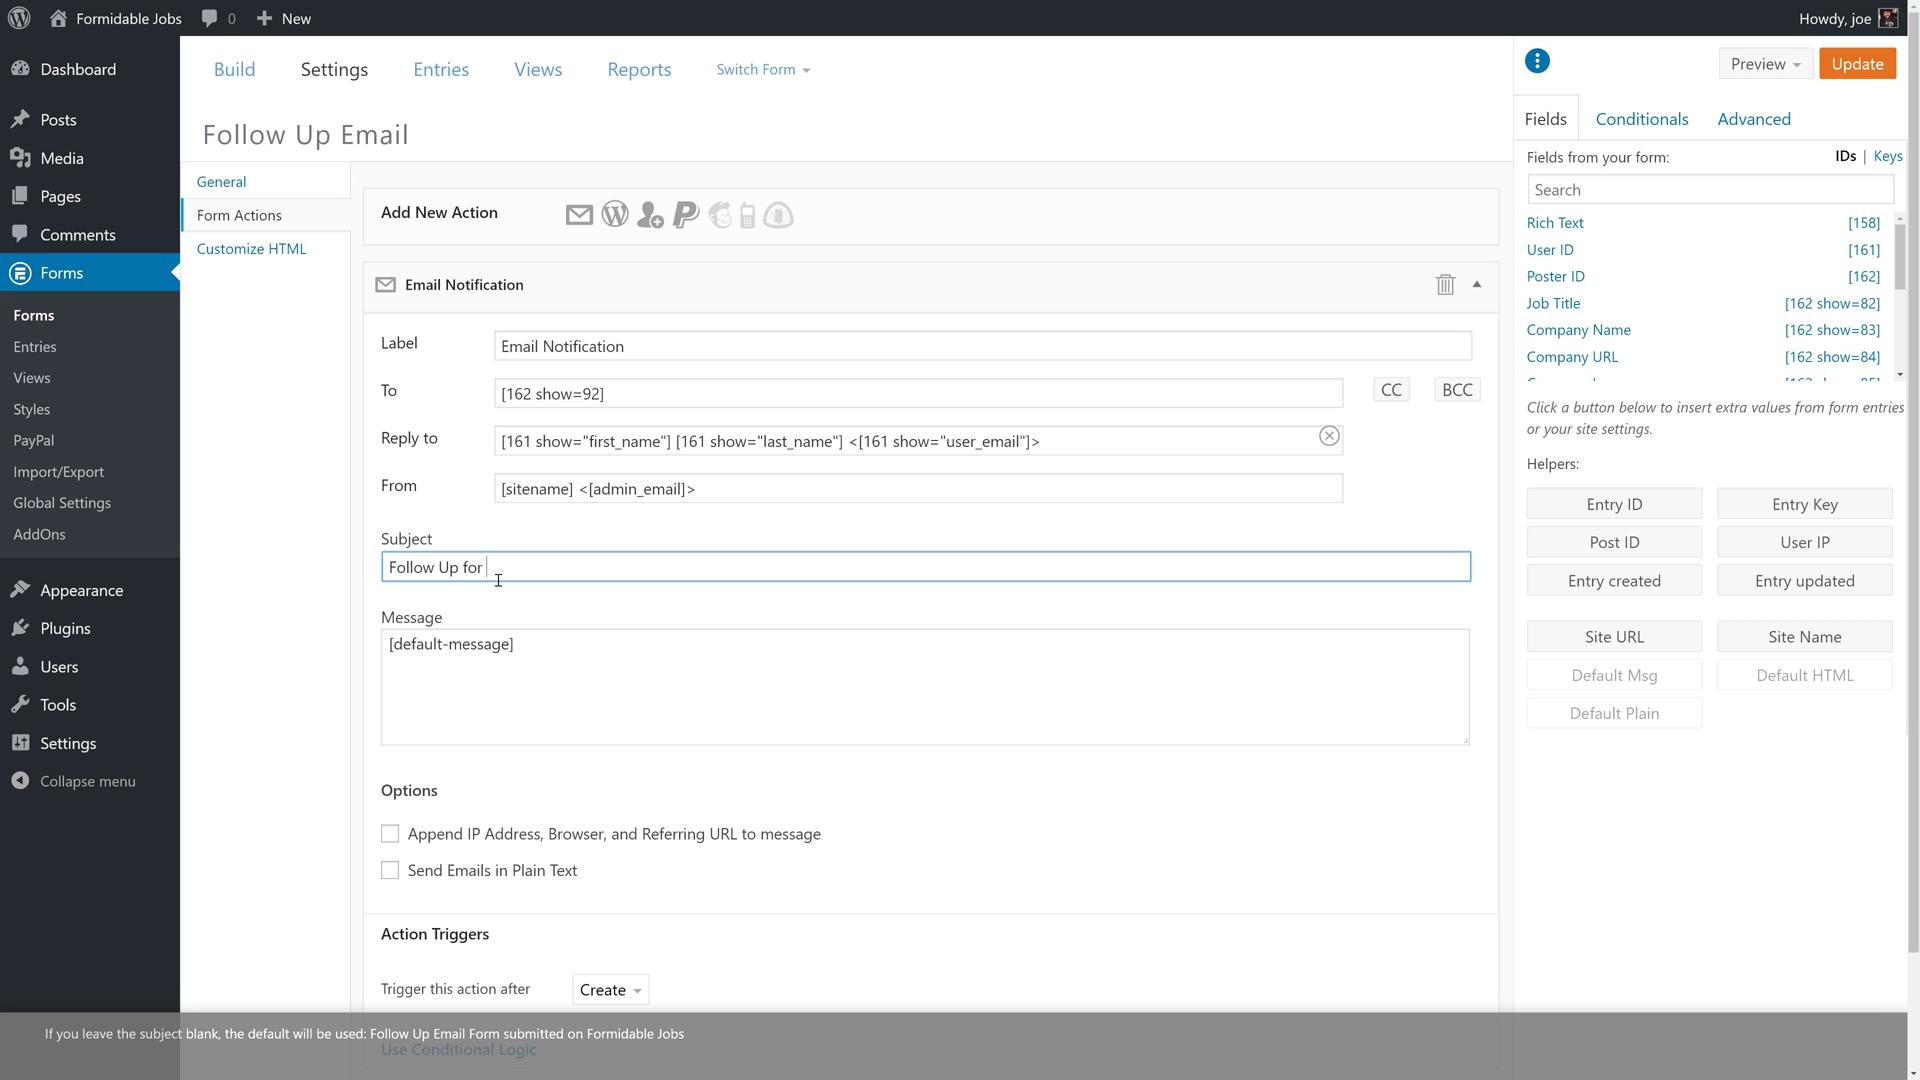 Formidable Jobs 0 New Howdy, joe
Dashboard
Posts
Media
Pages
Comments
Forms
Forms
Entries
Views
Styles
PayPal
Import/Export
Global Settings
AddOns
Appearance
Plugins
Users
Tools
Settings
Collapse menu
Build Settings Entries Views Reports Switch Form
Follow Up Email
General
Form Actions
Customize HTML
Add New Action
Email Notification
Label Email Notification
To [162 show=92] CC BCC
Reply to [161 show="first_name"] [161 show="last_name"] <[161 show="user_email"]>
From [sitename] <[admin_email]>
Subject
Follow Up for
Message
[default-message]
Options
Append IP Address, Browser, and Referring URL to message
Send Emails in Plain Text
Action Triggers
Trigger this action after Create
Use Conditional Logic
If you leave the subject blank, the default will be used: Follow Up Email Form submitted on Formidable Jobs
Preview Update
Fields Conditionals Advanced
Fields from your form: IDs | Keys
Search
Rich Text [158]
User ID [161]
Poster ID [162]
Job Title [162 show=82]
Company Name [162 show=83]
Company URL [162 show=84]
Click a button below to insert extra values from form entries
or your site settings.
Helpers:
Entry ID Entry Key
Post ID User IP
Entry created Entry updated
Site URL Site Name
Default Msg Default HTML
Default Plain